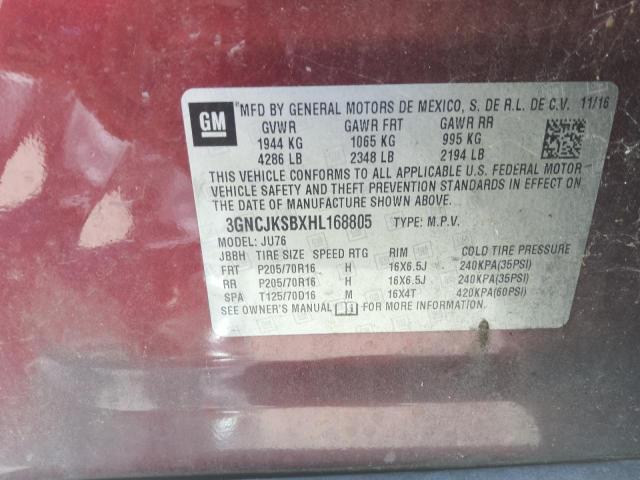 GM
MFD BY GENERAL MOTORS DE MEXICO, S. DE R.L. DE C.V. 11/16
GVWR GAWR FRT GAWR RR
1944 KG 1065 KG 995 KG
4286 LB 2348 LB 2194 LB
THIS VEHICLE CONFORMS TO ALL APPLICABLE U.S. FEDERAL MOTOR
VEHICLE SAFETY AND THEFT PREVENTION STANDARDS IN EFFECT ON
THE DATE OF MANUFACTURE SHOWN ABOVE.
3GNCJKSBXHL168805 TYPE: M.P.V.
MODEL: JU76
JBBH TIRE SIZE SPEED RTG RIM COLD TIRE PRESSURE
FRT P205/70R16 H 16X6.5J 240KPA(35PSI)
RR P205/70R16 H 16X6.5J 240KPA(35PSI)
SPA T125/70D16 M 16X4T 420KPA(60PSI)
SEE OWNER'S MANUAL FOR MORE INFORMATION.